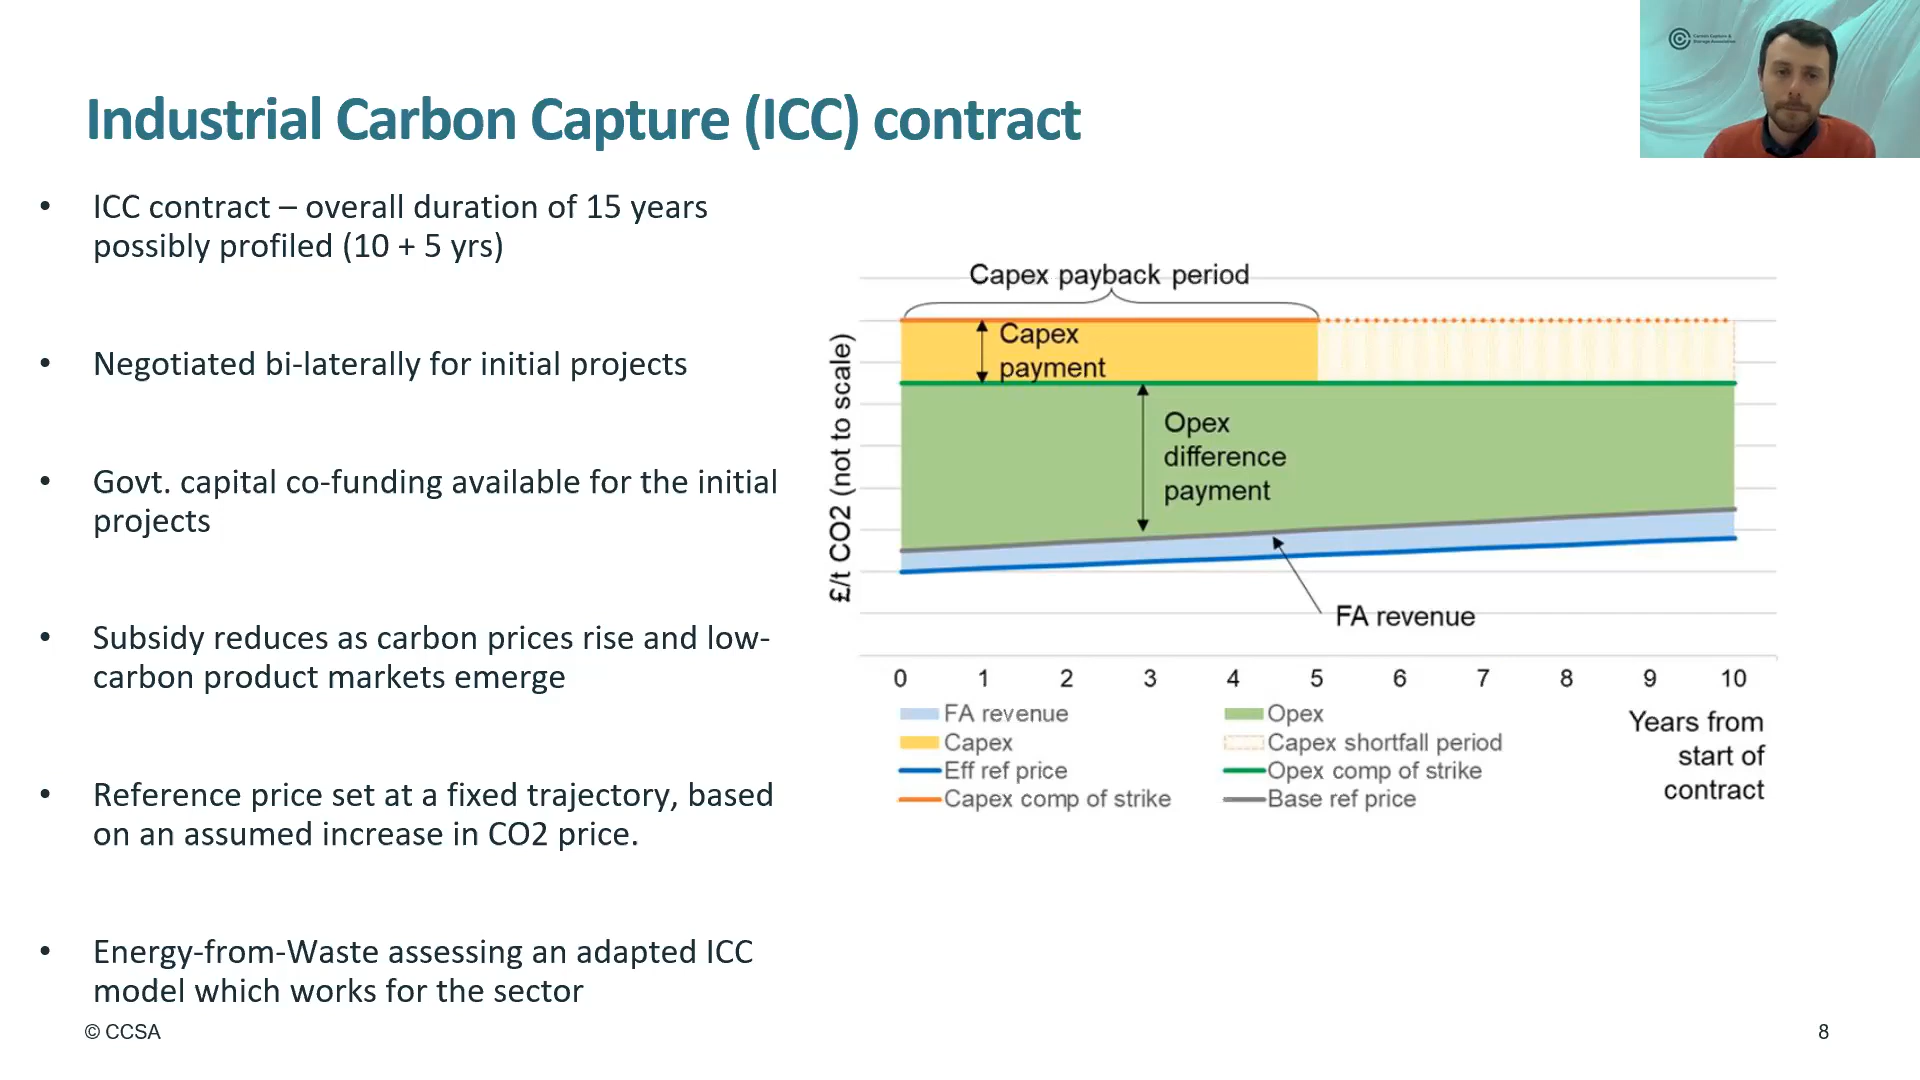 Carbon Capture &
Storage Association
Industrial Carbon Capture (ICC) contract
• ICC contract – overall duration of 15 years
possibly profiled (10 + 5 yrs)
• Negotiated bi-laterally for initial projects
• Govt. capital co-funding available for the initial
projects
• Subsidy reduces as carbon prices rise and low-
carbon product markets emerge
• Reference price set at a fixed trajectory, based
on an assumed increase in CO2 price.
• Energy-from-Waste assessing an adapted ICC
model which works for the sector
Capex payback period
Capex
payment
Opex
difference
payment
FA revenue
£/t CO2 (not to scale)
0 1 2 3 4 5 6 7 8 9 10
FA revenue
Opex
Capex
Capex shortfall period
Eff ref price
Opex comp of strike
Capex comp of strike
Base ref price
Years from
start of
contract
© CCSA
8